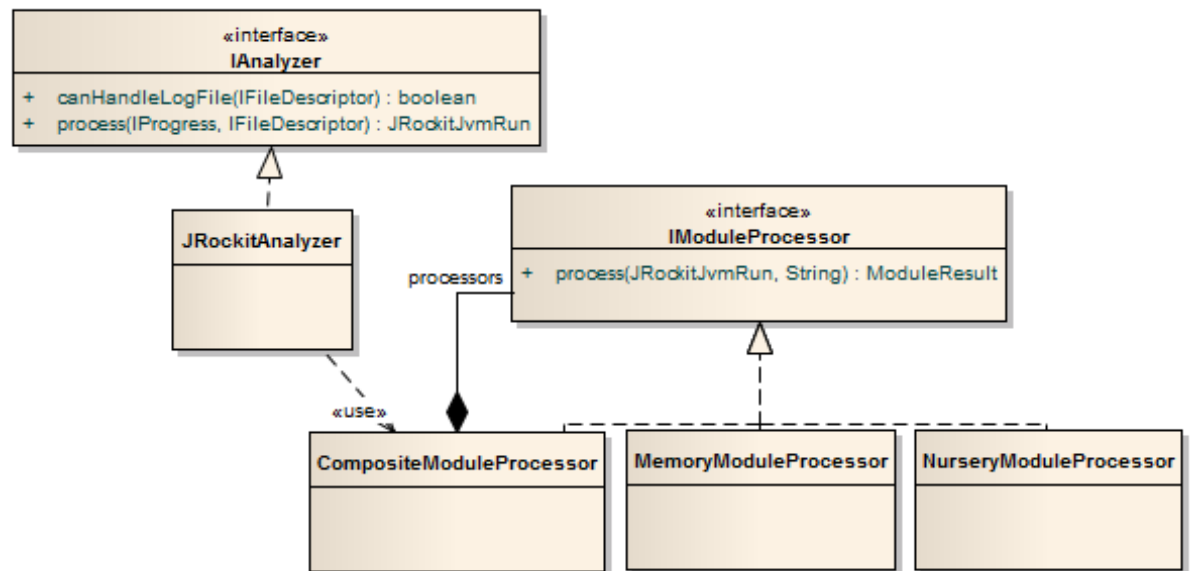 «interface»
IAnalyzer
+ canHandleLogFile(IFileDescriptor) : boolean
+ process(IProgress, IFileDescriptor) : JRockitJvmRun
JRockitAnalyzer
«interface»
IModuleProcessor
+ process(JRockitJvmRun, String) : ModuleResult
processors
«use»
CompositeModuleProcessor
MemoryModuleProcessor
NurseryModuleProcessor